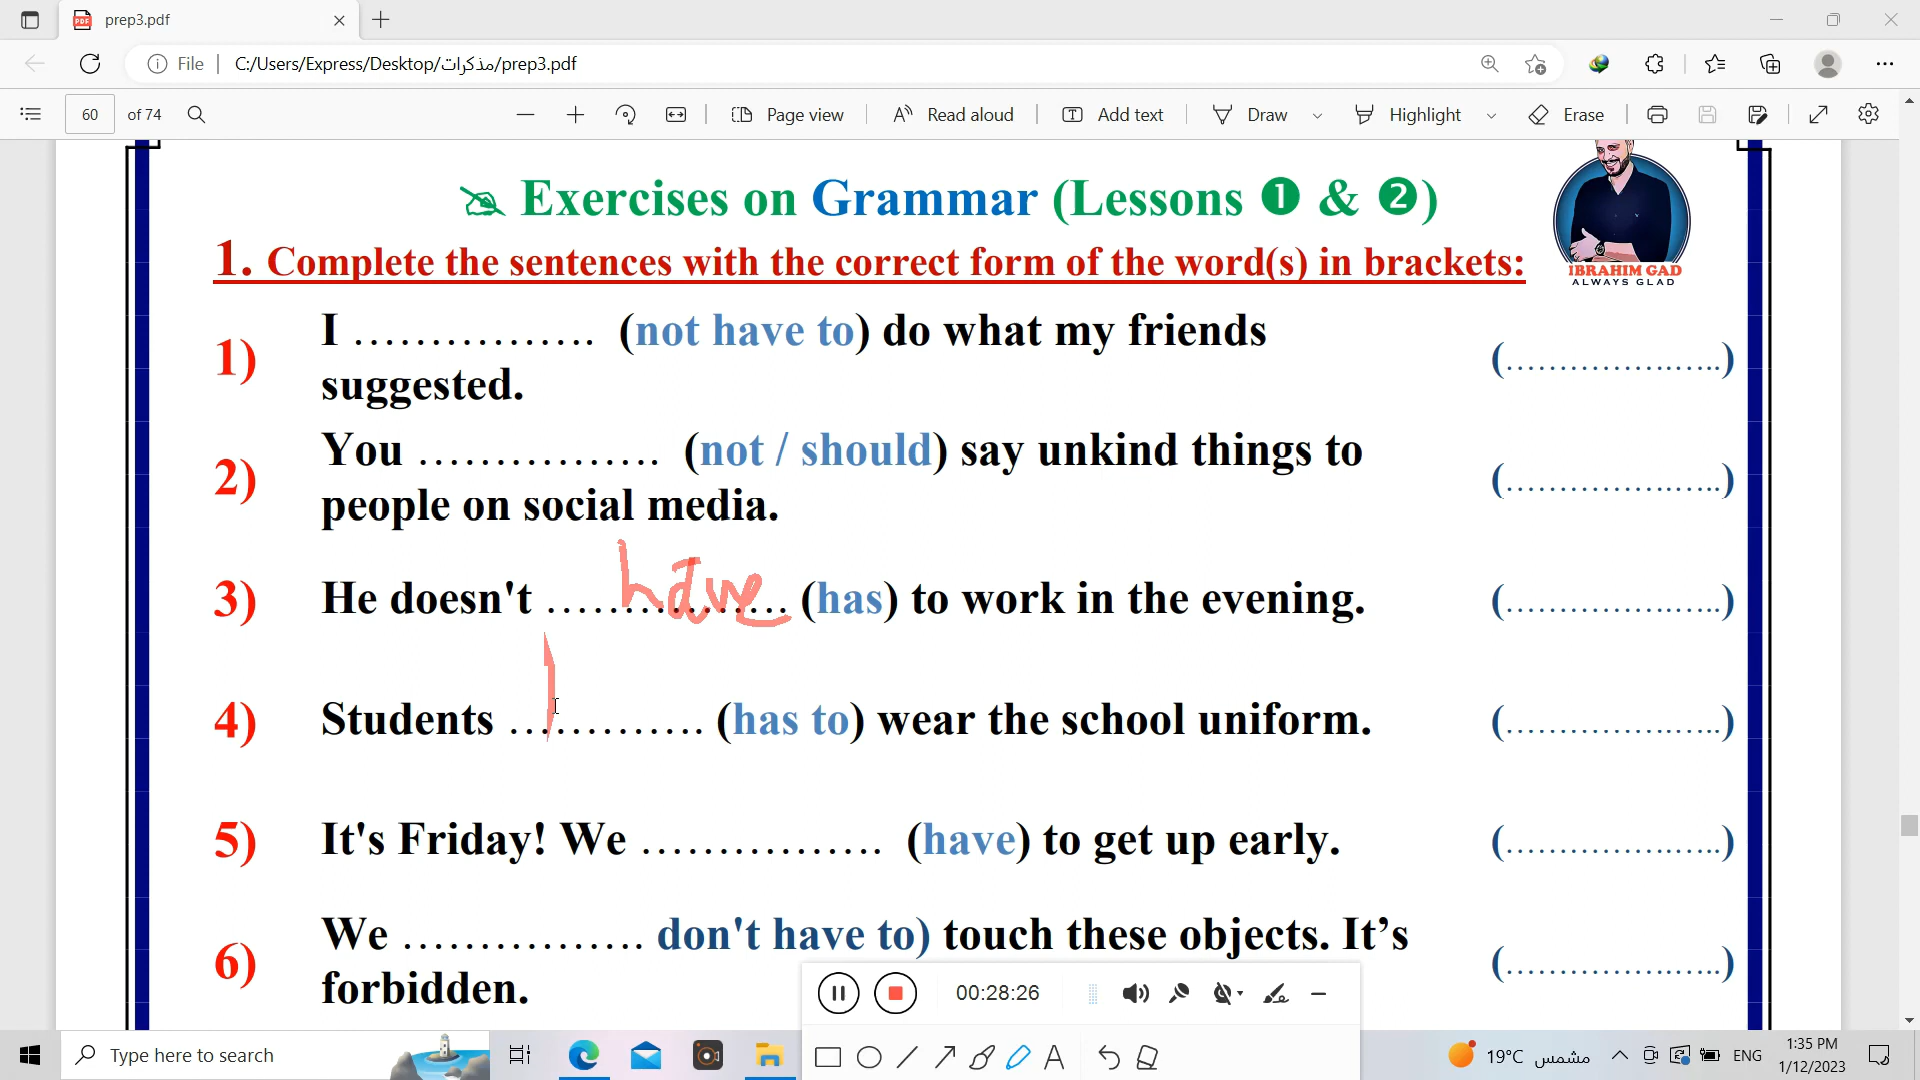 prep3.pdf
File C:/Users/Express/Desktop/مذكرات/prep3.pdf
60 of 74 Page view Read aloud Add text Draw Highlight Erase
Exercises on Grammar (Lessons ❶ & ❷)
IBRAHIM GAD
ALWAYS GLAD
1. Complete the sentences with the correct form of the word(s) in brackets:
1) I ................ (not have to) do what my friends
suggested. (......................)
2) You ................ (not / should) say unkind things to
people on social media. (......................)
have
3) He doesn't ................ (has) to work in the evening. (......................)
4) Students ............. (has to) wear the school uniform. (......................)
5) It's Friday! We ................ (have) to get up early. (......................)
6) We ................ don't have to) touch these objects. It’s
forbidden. (......................)
00:28:26
Type here to search
19°C مشمس ENG
1:35 PM
1/12/2023